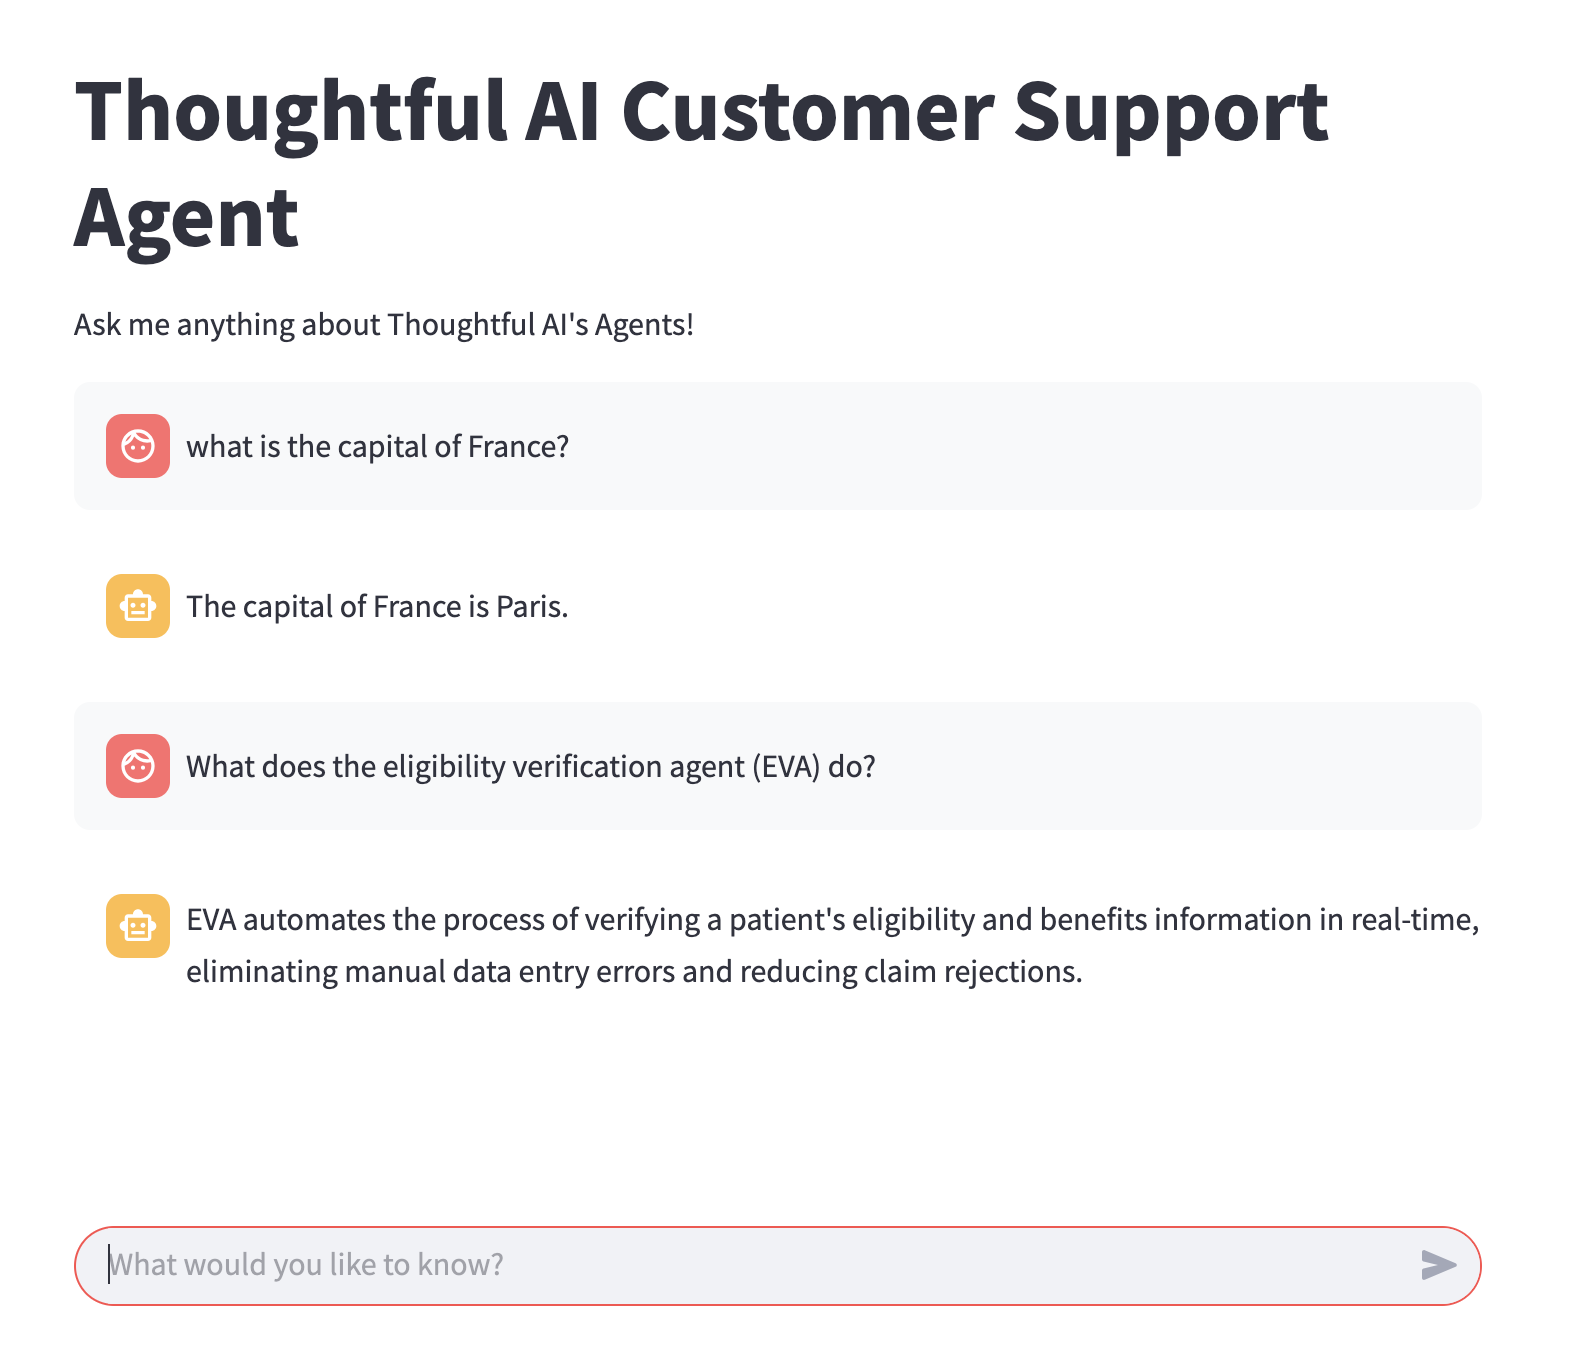 Thoughtful AI Customer Support
Agent
Ask me anything about Thoughtful AI's Agents!
what is the capital of France?
The capital of France is Paris.
What does the eligibility verification agent (EVA) do?
EVA automates the process of verifying a patient's eligibility and benefits information in real-time,
eliminating manual data entry errors and reducing claim rejections.
What would you like to know?